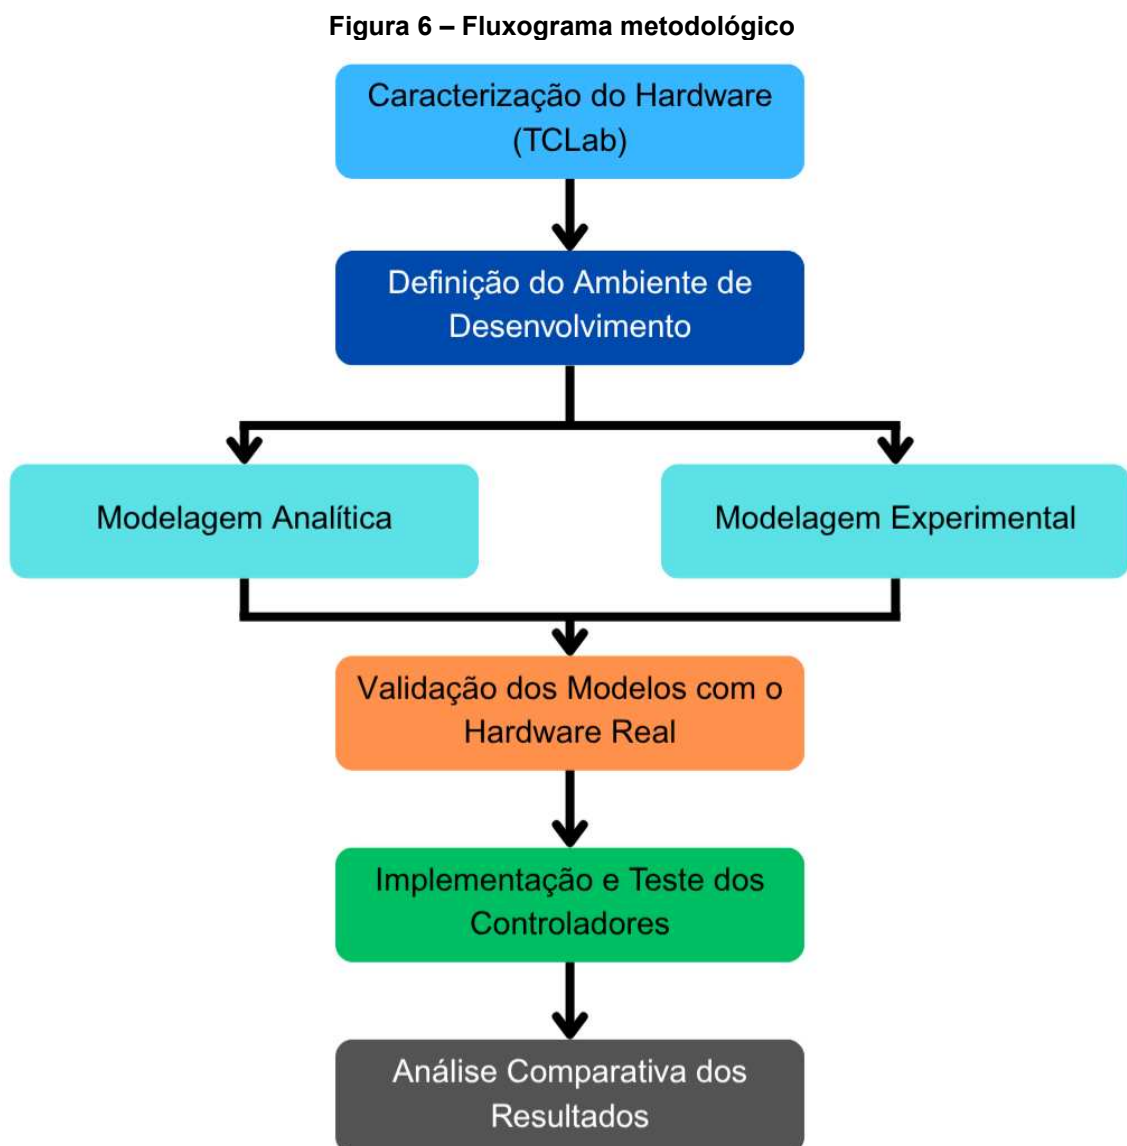 Figura 6 – Fluxograma metodológico
Caracterização do Hardware
(TCLab)
Definição do Ambiente de
Desenvolvimento
Modelagem Analítica
Modelagem Experimental
Validação dos Modelos com o
Hardware Real
Implementação e Teste dos
Controladores
Análise Comparativa dos
Resultados